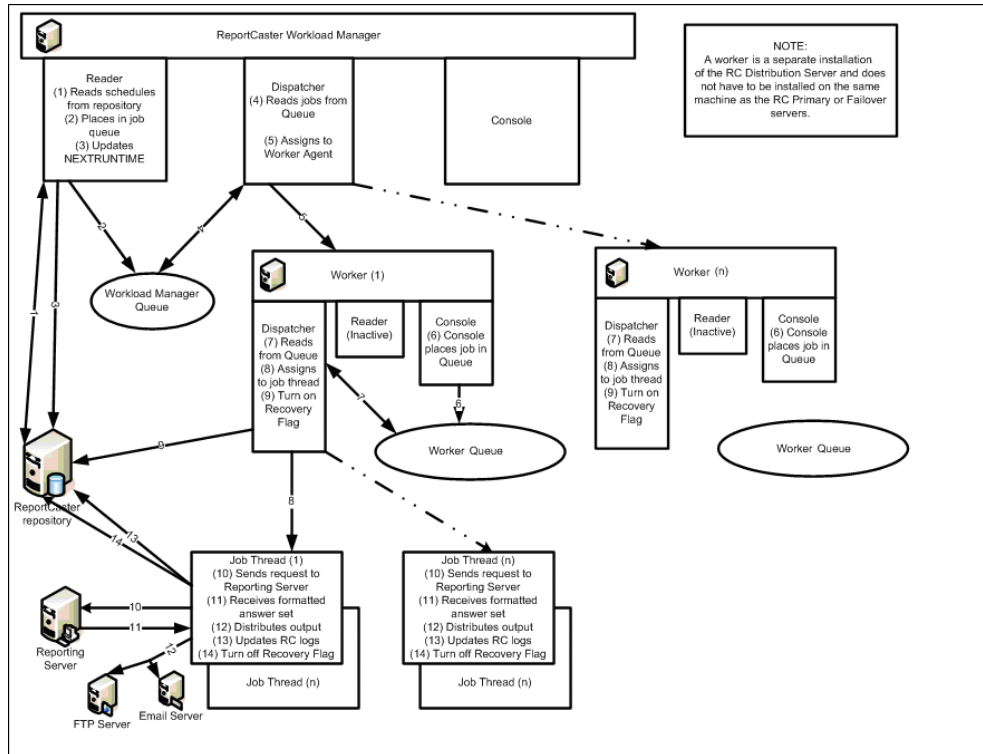 ReportCaster Workload Manager
NOTE:
A worker is a separate installation
of the RC Distribution Server and does
not have to be installed on the same
machine as the RC Primary or Failover
servers.
Reader
(1) Reads schedules
from repository
(2) Places in job
queue
(3) Updates
NEXTRUNTIME
Dispatcher
(4) Reads jobs from
Queue
(5) Assigns to
Worker Agent
Console
1
3
2
4
5
Workload Manager
Queue
Worker (1)
Dispatcher
(7) Reads
from Queue
(8) Assigns
to job thread
(9) Turn on
Recovery
Flag
Reader
(Inactive)
Console
(6) Console
places job in
Queue
7
6
Worker Queue
Worker (n)
Dispatcher
(7) Reads
from Queue
(8) Assigns
to job thread
(9) Turn on
Recovery
Flag
Reader
(Inactive)
Console
(6) Console
places job in
Queue
Worker Queue
9
8
ReportCaster
repository
13
14
Job Thread (1)
(10) Sends request to
Reporting Server
(11) Receives formatted
answer set
(12) Distributes output
(13) Updates RC logs
(14) Turn off Recovery Flag
Job Thread (n)
Job Thread (n)
(10) Sends request to
Reporting Server
(11) Receives formatted
answer set
(12) Distributes output
(13) Updates RC logs
(14) Turn off Recovery Flag
Job Thread (n)
10
11
12
Reporting
Server
FTP Server
Email Server